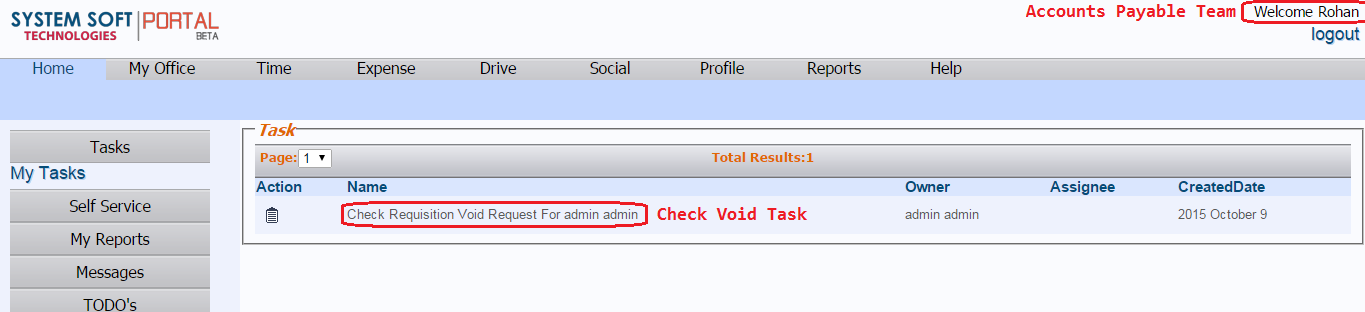 SYSTEM SOFT PORTAL
TECHNOLOGIES BETA
Accounts Payable Team Welcome Rohan
logout
Home My Office Time Expense Drive Social Profile Reports Help
Tasks
My Tasks
Self Service
My Reports
Messages
TODO's
Task
Page: 1 Total Results:1
Action Name Owner Assignee CreatedDate
Check Requisition Void Request For admin admin Check Void Task admin admin 2015 October 9